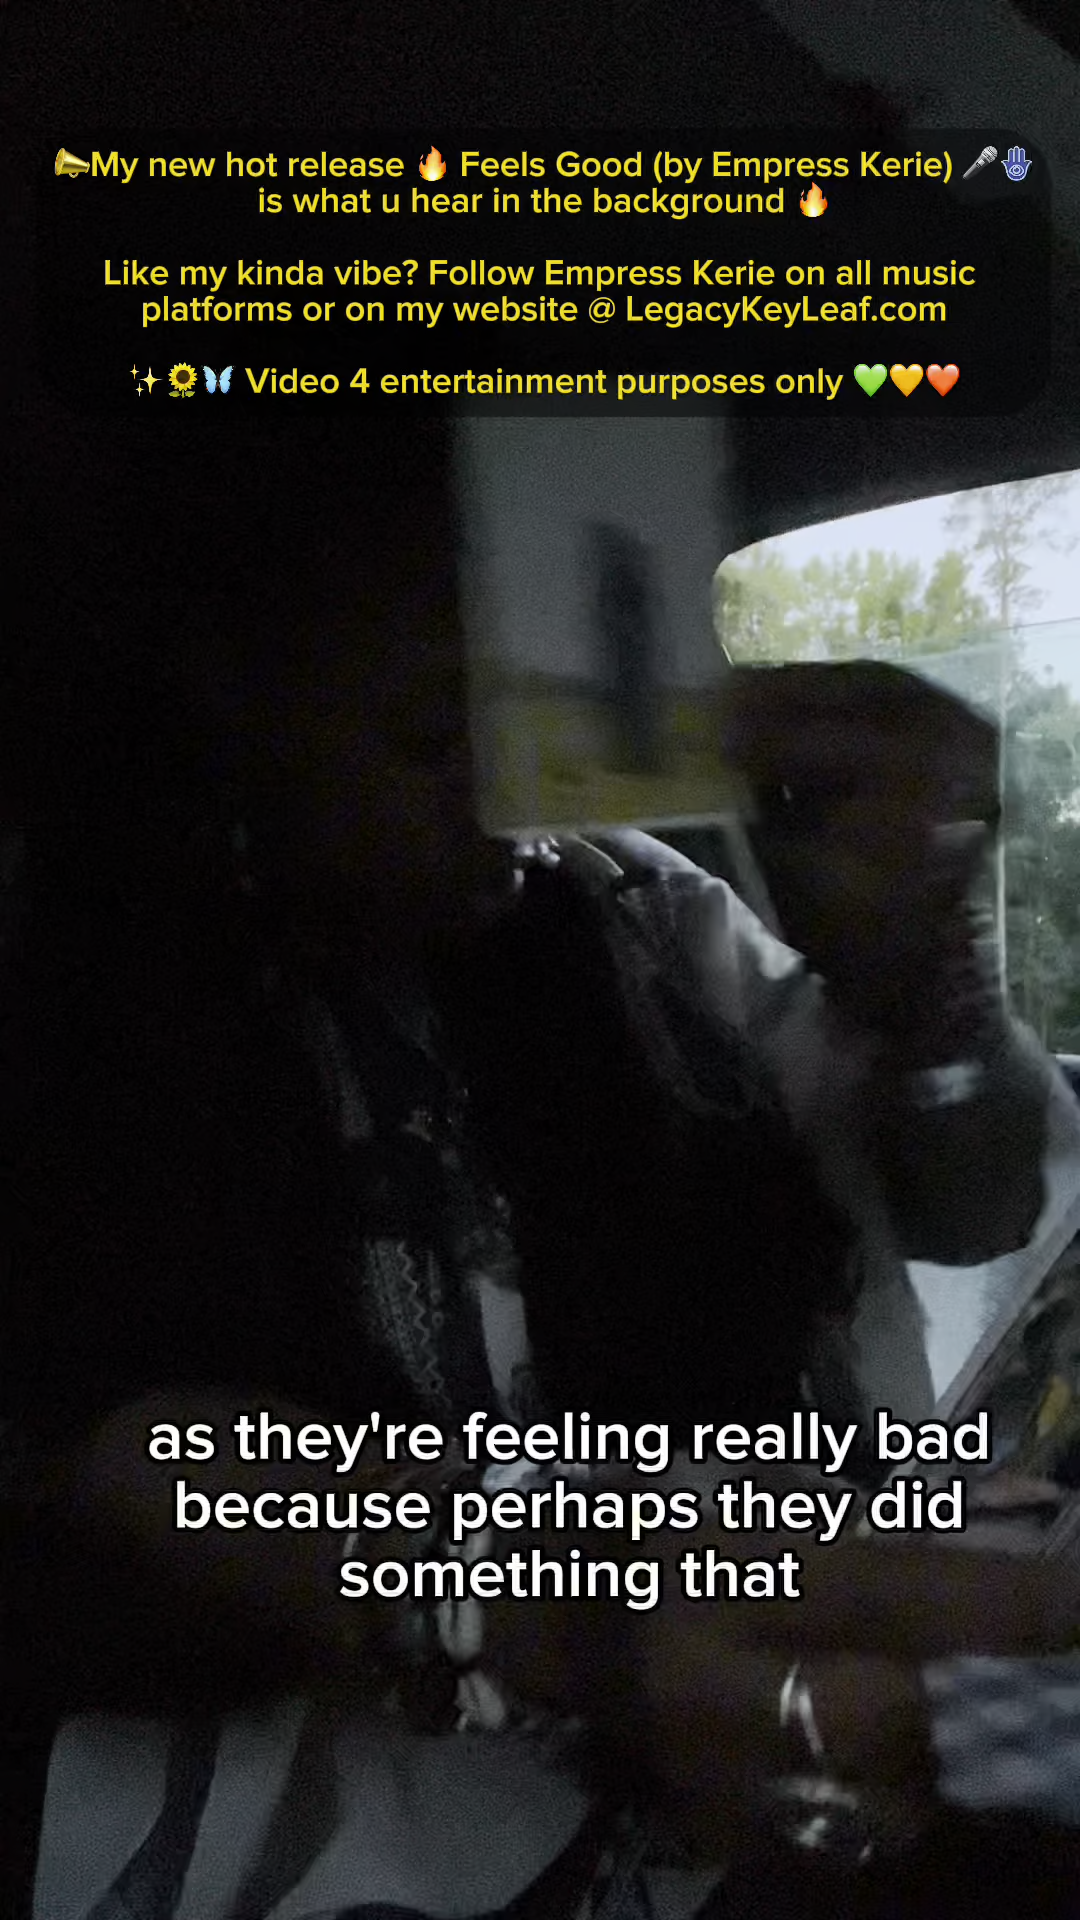 📣My new hot release 🔥 Feels Good (by Empress Kerie) 🎤🪬
is what u hear in the background 🔥
Like my kinda vibe? Follow Empress Kerie on all music
platforms or on my website @ LegacyKeyLeaf.com
✨🌻🦋 Video 4 entertainment purposes only 💚💛🧡
as they're feeling really bad
because perhaps they did
something that